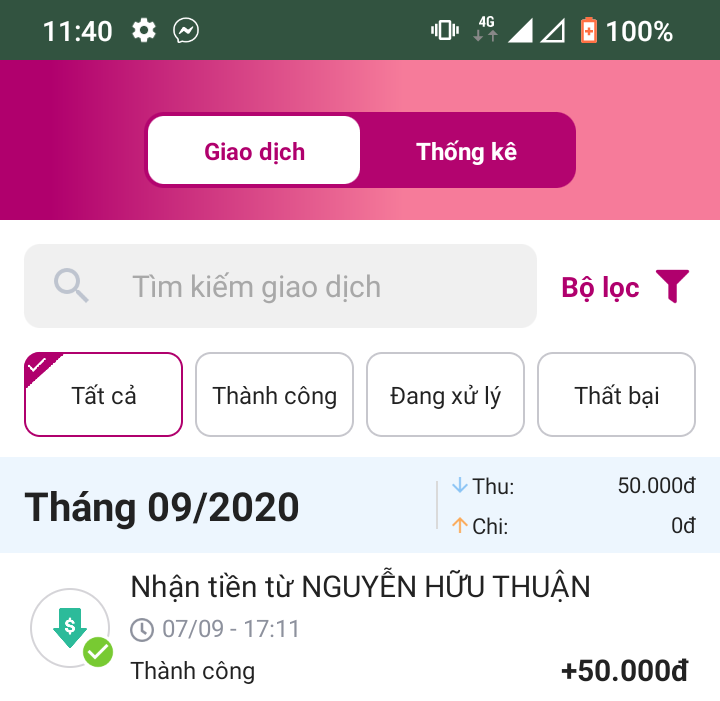 11:40 4G 100%
Giao dịch Thống kê
Tìm kiếm giao dịch Bộ lọc
Tất cả Thành công Đang xử lý Thất bại
Tháng 09/2020
Thu: 50.000đ
Chi: 0đ
Nhận tiền từ NGUYỄN HỮU THUẬN
07/09 - 17:11
Thành công +50.000đ